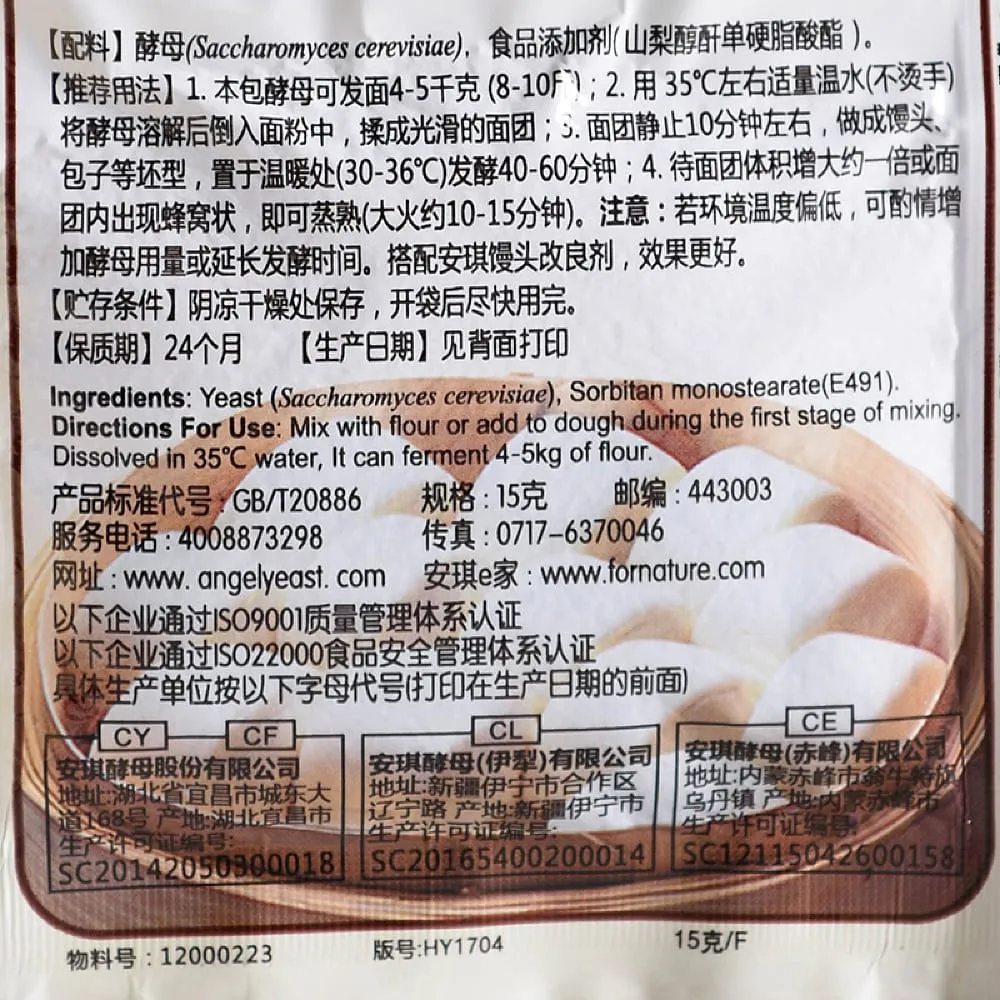 【配料】酵母(Saccharomyces cerevisiae)，食品添加剂(山梨醇酐单硬脂酸酯)。
【推荐用法】1. 本包酵母可发面4-5千克 (8-10斤)；2. 用 35℃左右适量温水(不烫手)
将酵母溶解后倒入面粉中，揉成光滑的面团；3. 面团静止10分钟左右，做成馒头、
包子等坯型，置于温暖处(30-36℃)发酵40-60分钟；4. 待面团体积增大约一倍或面
团内出现蜂窝状，即可蒸熟(大火约10-15分钟)。注意：若环境温度偏低，可酌情增
加酵母用量或延长发酵时间。搭配安琪馒头改良剂，效果更好。
【贮存条件】阴凉干燥处保存，开袋后尽快用完。
【保质期】24个月 【生产日期】见背面打印
Ingredients: Yeast (Saccharomyces cerevisiae), Sorbitan monostearate(E491).
Directions For Use: Mix with flour or add to dough during the first stage of mixing.
Dissolved in 35℃ water, It can ferment 4-5kg of flour.
产品标准代号：GB/T20886 规格：15克 邮编：443003
服务电话：4008873298 传真：0717-6370046
网址：www. angelyeast. com 安琪e家：www.fornature.com
以下企业通过ISO9001质量管理体系认证
以下企业通过ISO22000食品安全管理体系认证
具体生产单位按以下字母代号(打印在生产日期的前面)
CY CF
安琪酵母股份有限公司
地址:湖北省宜昌市城东大
道168号 产地:湖北宜昌市
生产许可证编号:
SC20142050300018
CL
安琪酵母(伊犁)有限公司
地址:新疆伊宁市合作区
辽宁路 产地:新疆伊宁市
生产许可证编号:
SC20165400200014
CE
安琪酵母(赤峰)有限公司
地址:内蒙赤峰市翁牛特旗
乌丹镇 产地:内蒙赤峰市
生产许可证编号:
SC12115042600158
物料号：12000223 版号:HY1704 15克/F